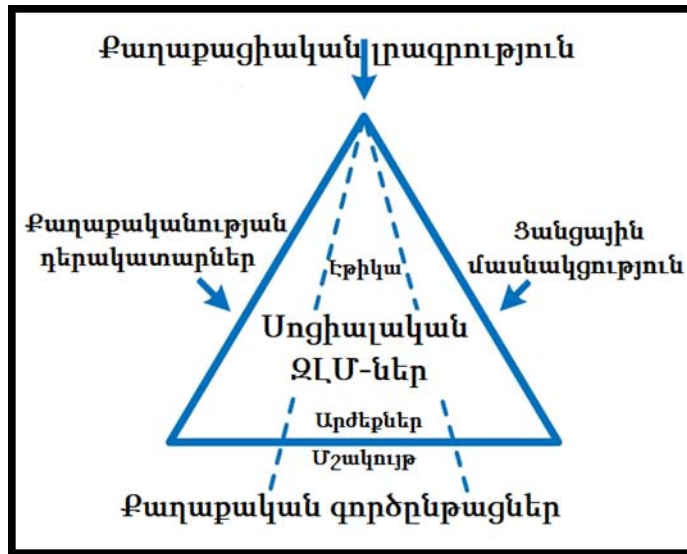 Քաղաքացիական լրագրություն
Քաղաքականության
դերակատարներ
Ցանցային
մասնակցություն
Էթիկա
Սոցիալական
ԶԼՄ-ներ
Արժեքներ
Մշակույթ
Քաղաքական գործընթացներ